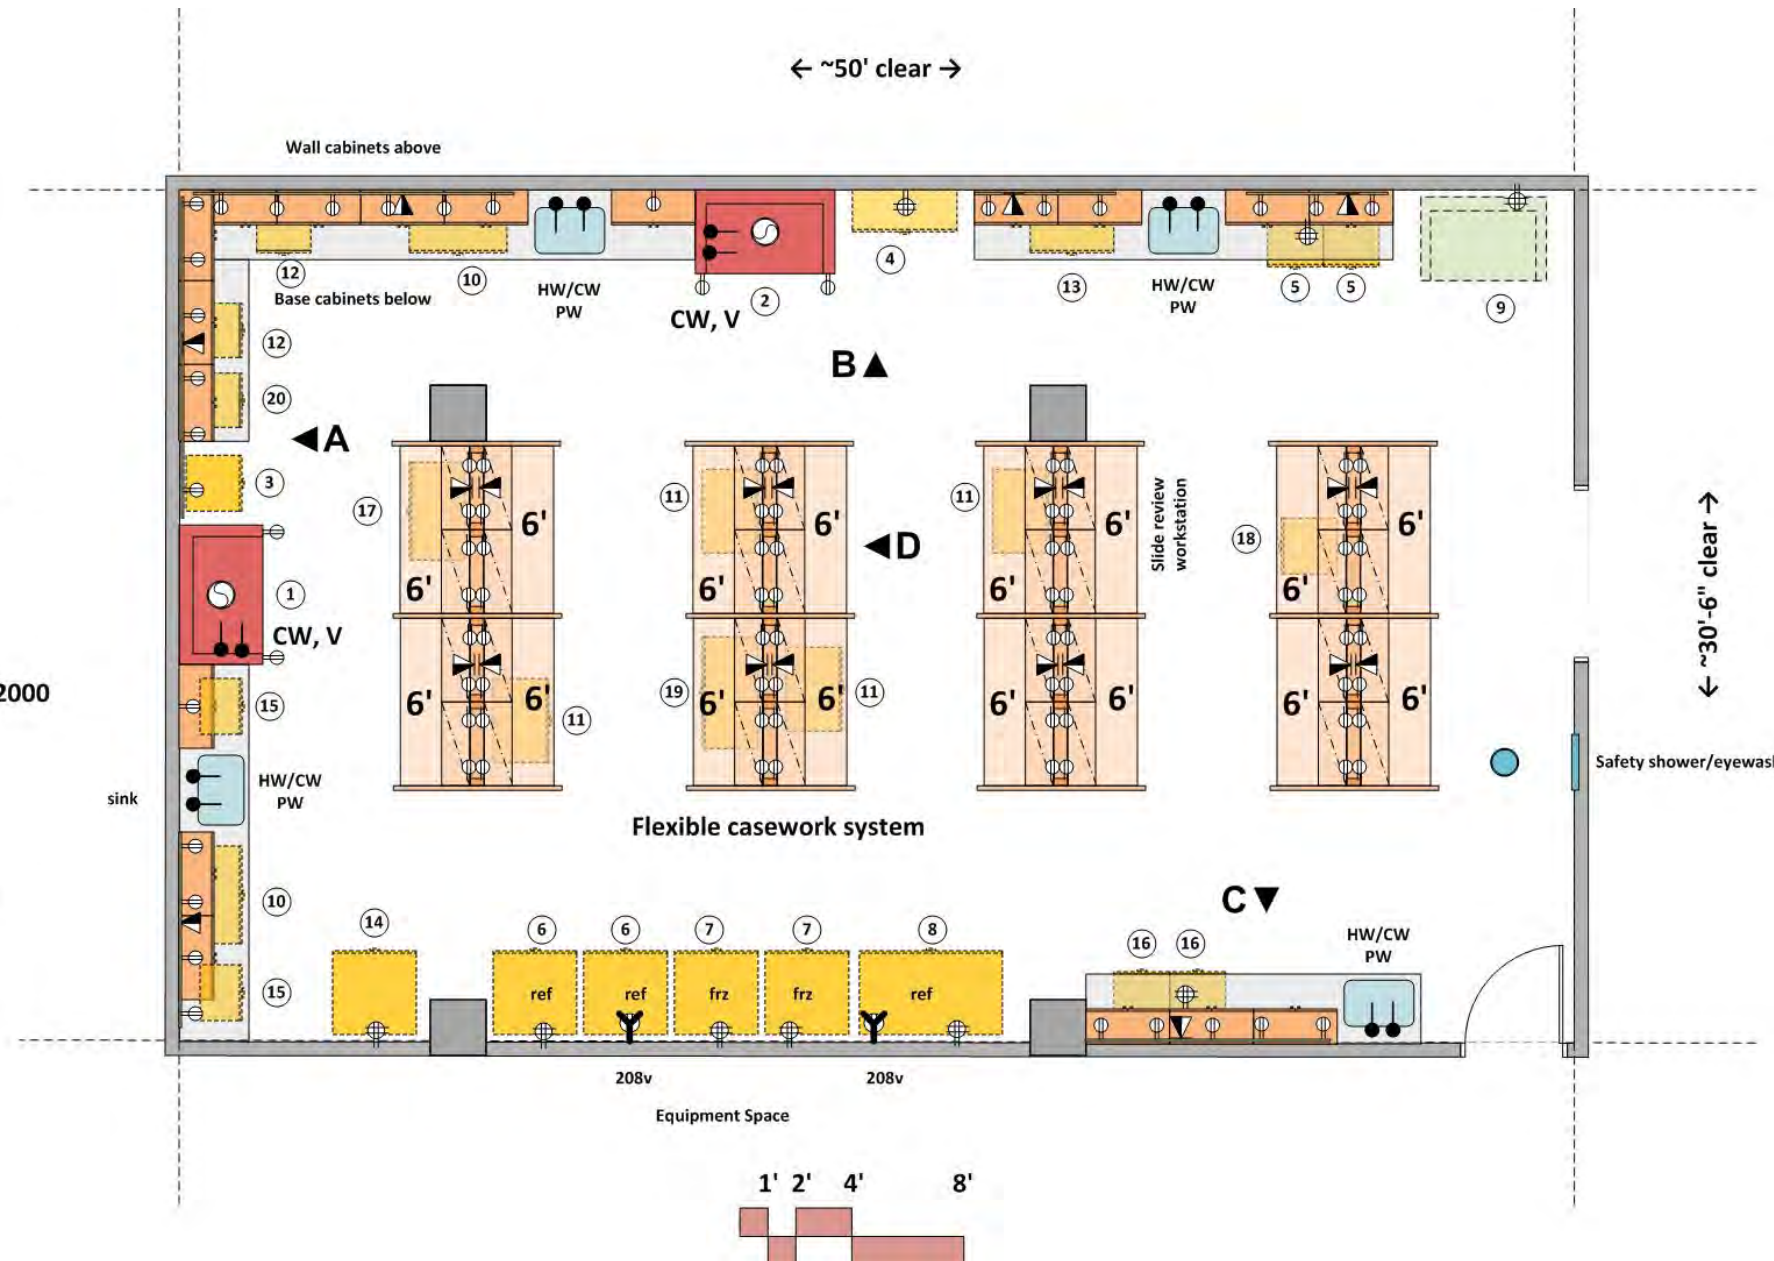 ← ~50' clear →
Wall cabinets above
12
10
HW/CW
PW
Base cabinets below
2
CW, V
4
13
HW/CW
PW
5
5
9
12
20
B▲
◀A
3
17
11
11
Slide review
workstation
18
6'
6'
6'
6'
◀D
6'
6'
6'
6'
← ~30'-6" clear →
1
CW, V
2000
15
6'
6'
11
19
6'
6'
11
6'
6'
6'
6'
sink
HW/CW
PW
Safety shower/eyewas
Flexible casework system
10
15
14
6
6
7
7
8
ref
ref
frz
frz
ref
C▼
16
16
HW/CW
PW
208v
208v
Equipment Space
1' 2' 4' 8'